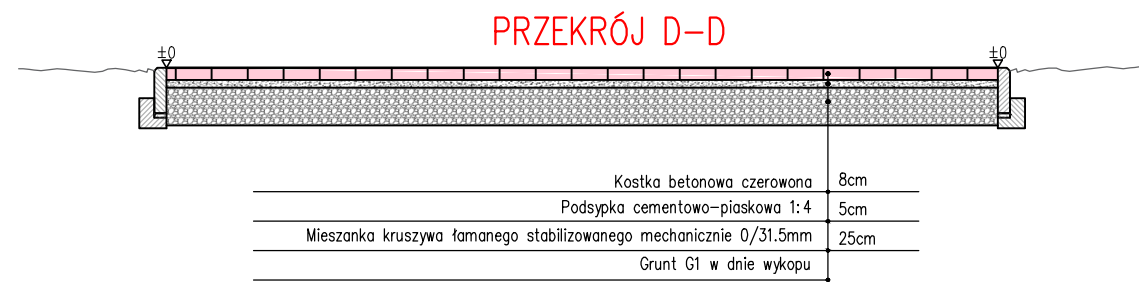 PRZEKRÓJ D-D
±0 ±0
Kostka betonowa czerowona 8cm
Podsypka cementowo-piaskowa 1:4 5cm
Mieszanka kruszywa łamanego stabilizowanego mechanicznie 0/31.5mm 25cm
Grunt G1 w dnie wykopu